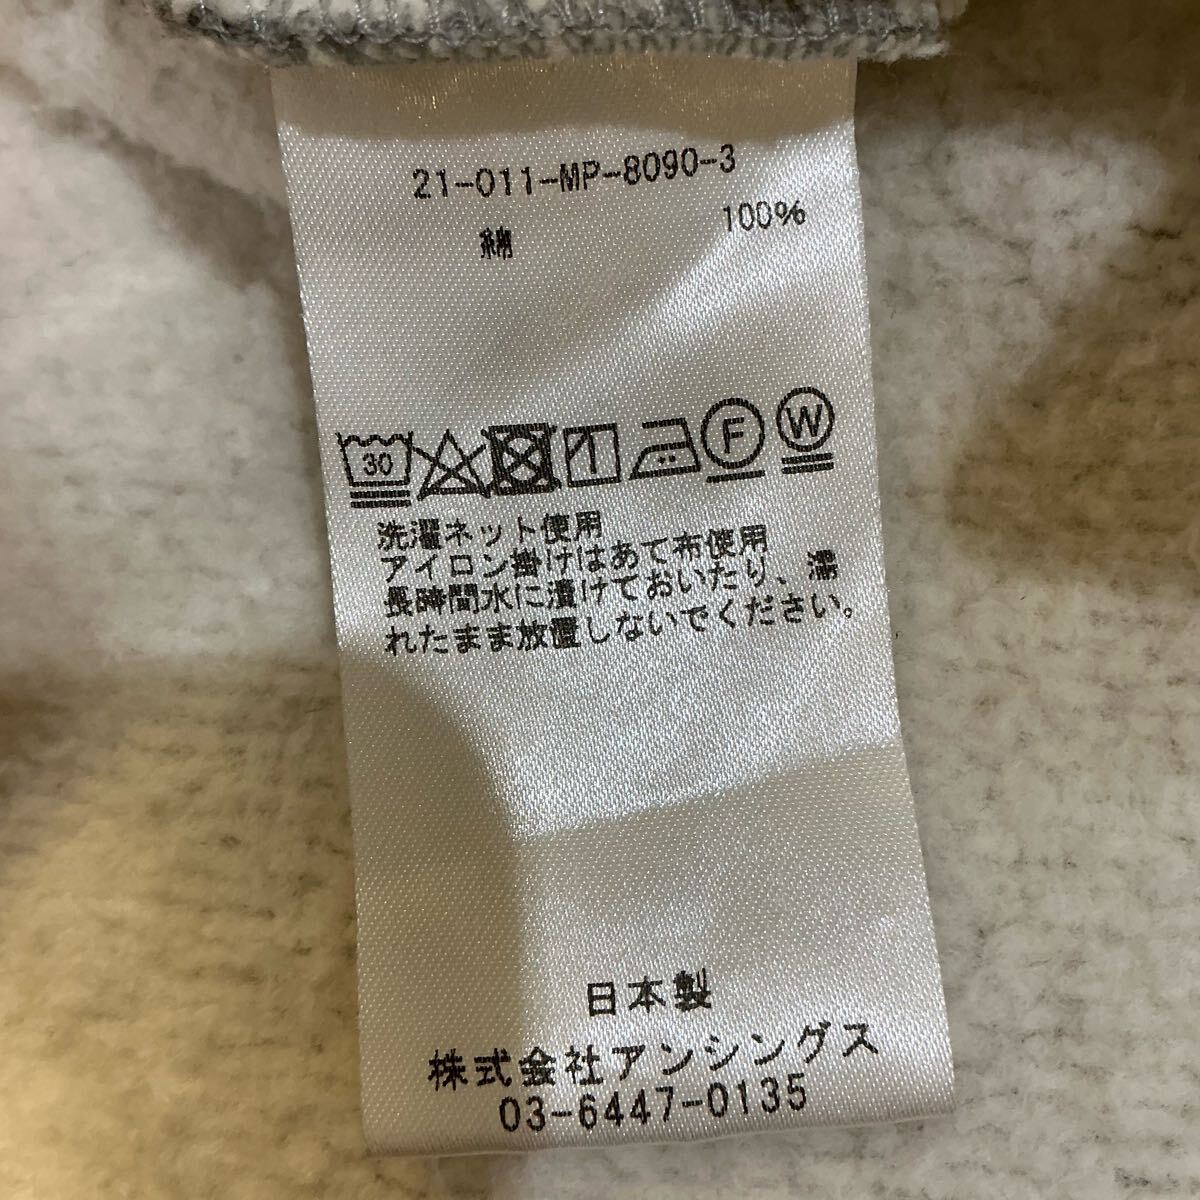 21-011-MP-8090-3
綿 100%
30 F W
洗濯ネット使用
アイロン掛けはあて布使用
長時間水に漬けておいたり、濡
れたまま放置しないでください。
日本製
株式会社アンシングス
03-6447-0135